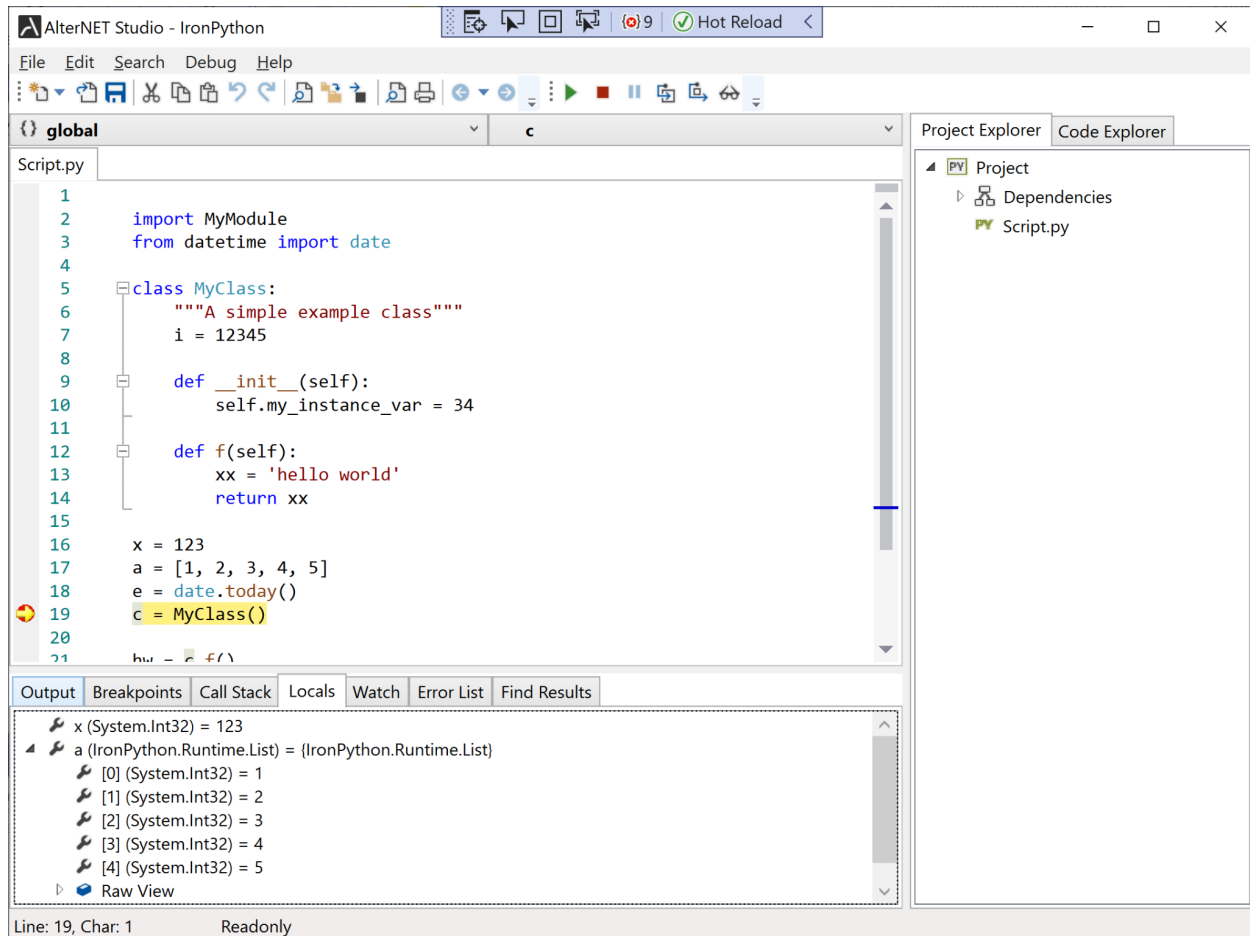 AlterNET Studio - IronPython
9 Hot Reload
File Edit Search Debug Help
{} global
c
Project Explorer Code Explorer
Script.py
1
2 import MyModule
3 from datetime import date
4
5 class MyClass:
6 """A simple example class"""
7 i = 12345
8
9 def __init__(self):
10 self.my_instance_var = 34
11
12 def f(self):
13 xx = 'hello world'
14 return xx
15
16 x = 123
17 a = [1, 2, 3, 4, 5]
18 e = date.today()
19 c = MyClass()
20
21 hw = c.f()
PY Project
Dependencies
PY Script.py
Output Breakpoints Call Stack Locals Watch Error List Find Results
x (System.Int32) = 123
a (IronPython.Runtime.List) = {IronPython.Runtime.List}
[0] (System.Int32) = 1
[1] (System.Int32) = 2
[2] (System.Int32) = 3
[3] (System.Int32) = 4
[4] (System.Int32) = 5
Raw View
Line: 19, Char: 1 Readonly